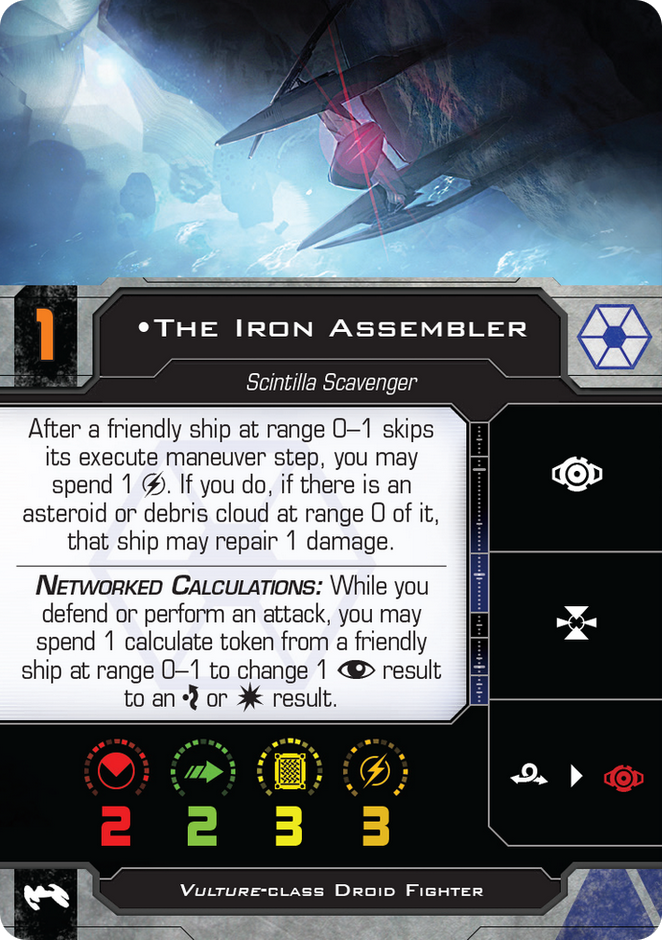 1
•The Iron Assembler
Scintilla Scavenger
After a friendly ship at range 0–1 skips
its execute maneuver step, you may
spend 1 . If you do, if there is an
asteroid or debris cloud at range 0 of it,
that ship may repair 1 damage.
Networked Calculations: While you
defend or perform an attack, you may
spend 1 calculate token from a friendly
ship at range 0–1 to change 1 result
to an or result.
2 2 3 3
Vulture-class Droid Fighter